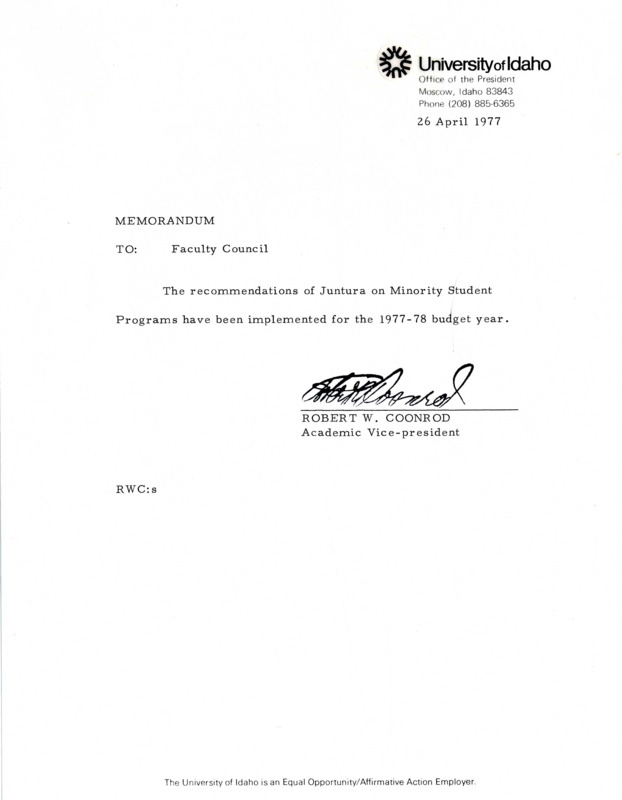 University of Idaho
Office of the President
Moscow, Idaho 83843
Phone (208) 885-6365
26 April 1977
MEMORANDUM
TO: Faculty Council
The recommendations of Juntura on Minority Student
Programs have been implemented for the 1977-78 budget year.
Robert W. Coonrod
ROBERT W. COONROD
Academic Vice-president
RWC:s
The University of Idaho is an Equal Opportunity/Affirmative Action Employer.